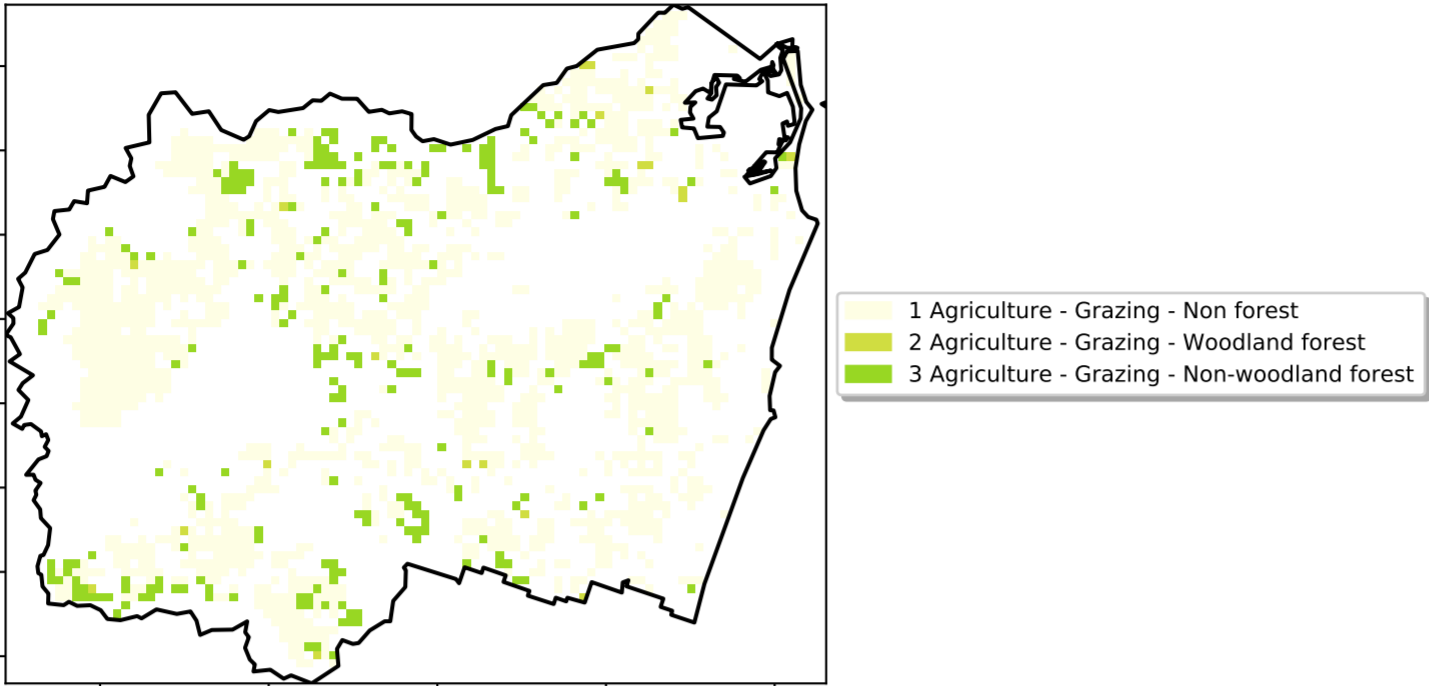 1 Agriculture - Grazing - Non forest
2 Agriculture - Grazing - Woodland forest
3 Agriculture - Grazing - Non-woodland forest